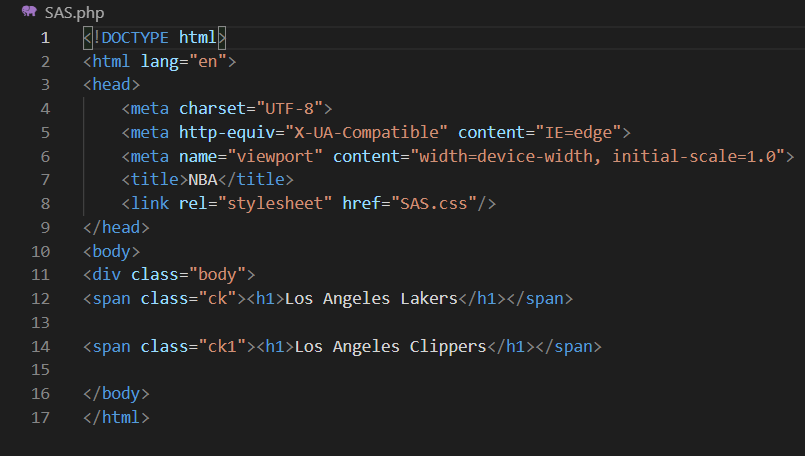 SAS.php
1 <!DOCTYPE html>
2 <html lang="en">
3 <head>
4     <meta charset="UTF-8">
5     <meta http-equiv="X-UA-Compatible" content="IE=edge">
6     <meta name="viewport" content="width=device-width, initial-scale=1.0">
7     <title>NBA</title>
8     <link rel="stylesheet" href="SAS.css"/>
9 </head>
10 <body>
11 <div class="body">
12 <span class="ck"><h1>Los Angeles Lakers</h1></span>
13
14 <span class="ck1"><h1>Los Angeles Clippers</h1></span>
15
16 </body>
17 </html>